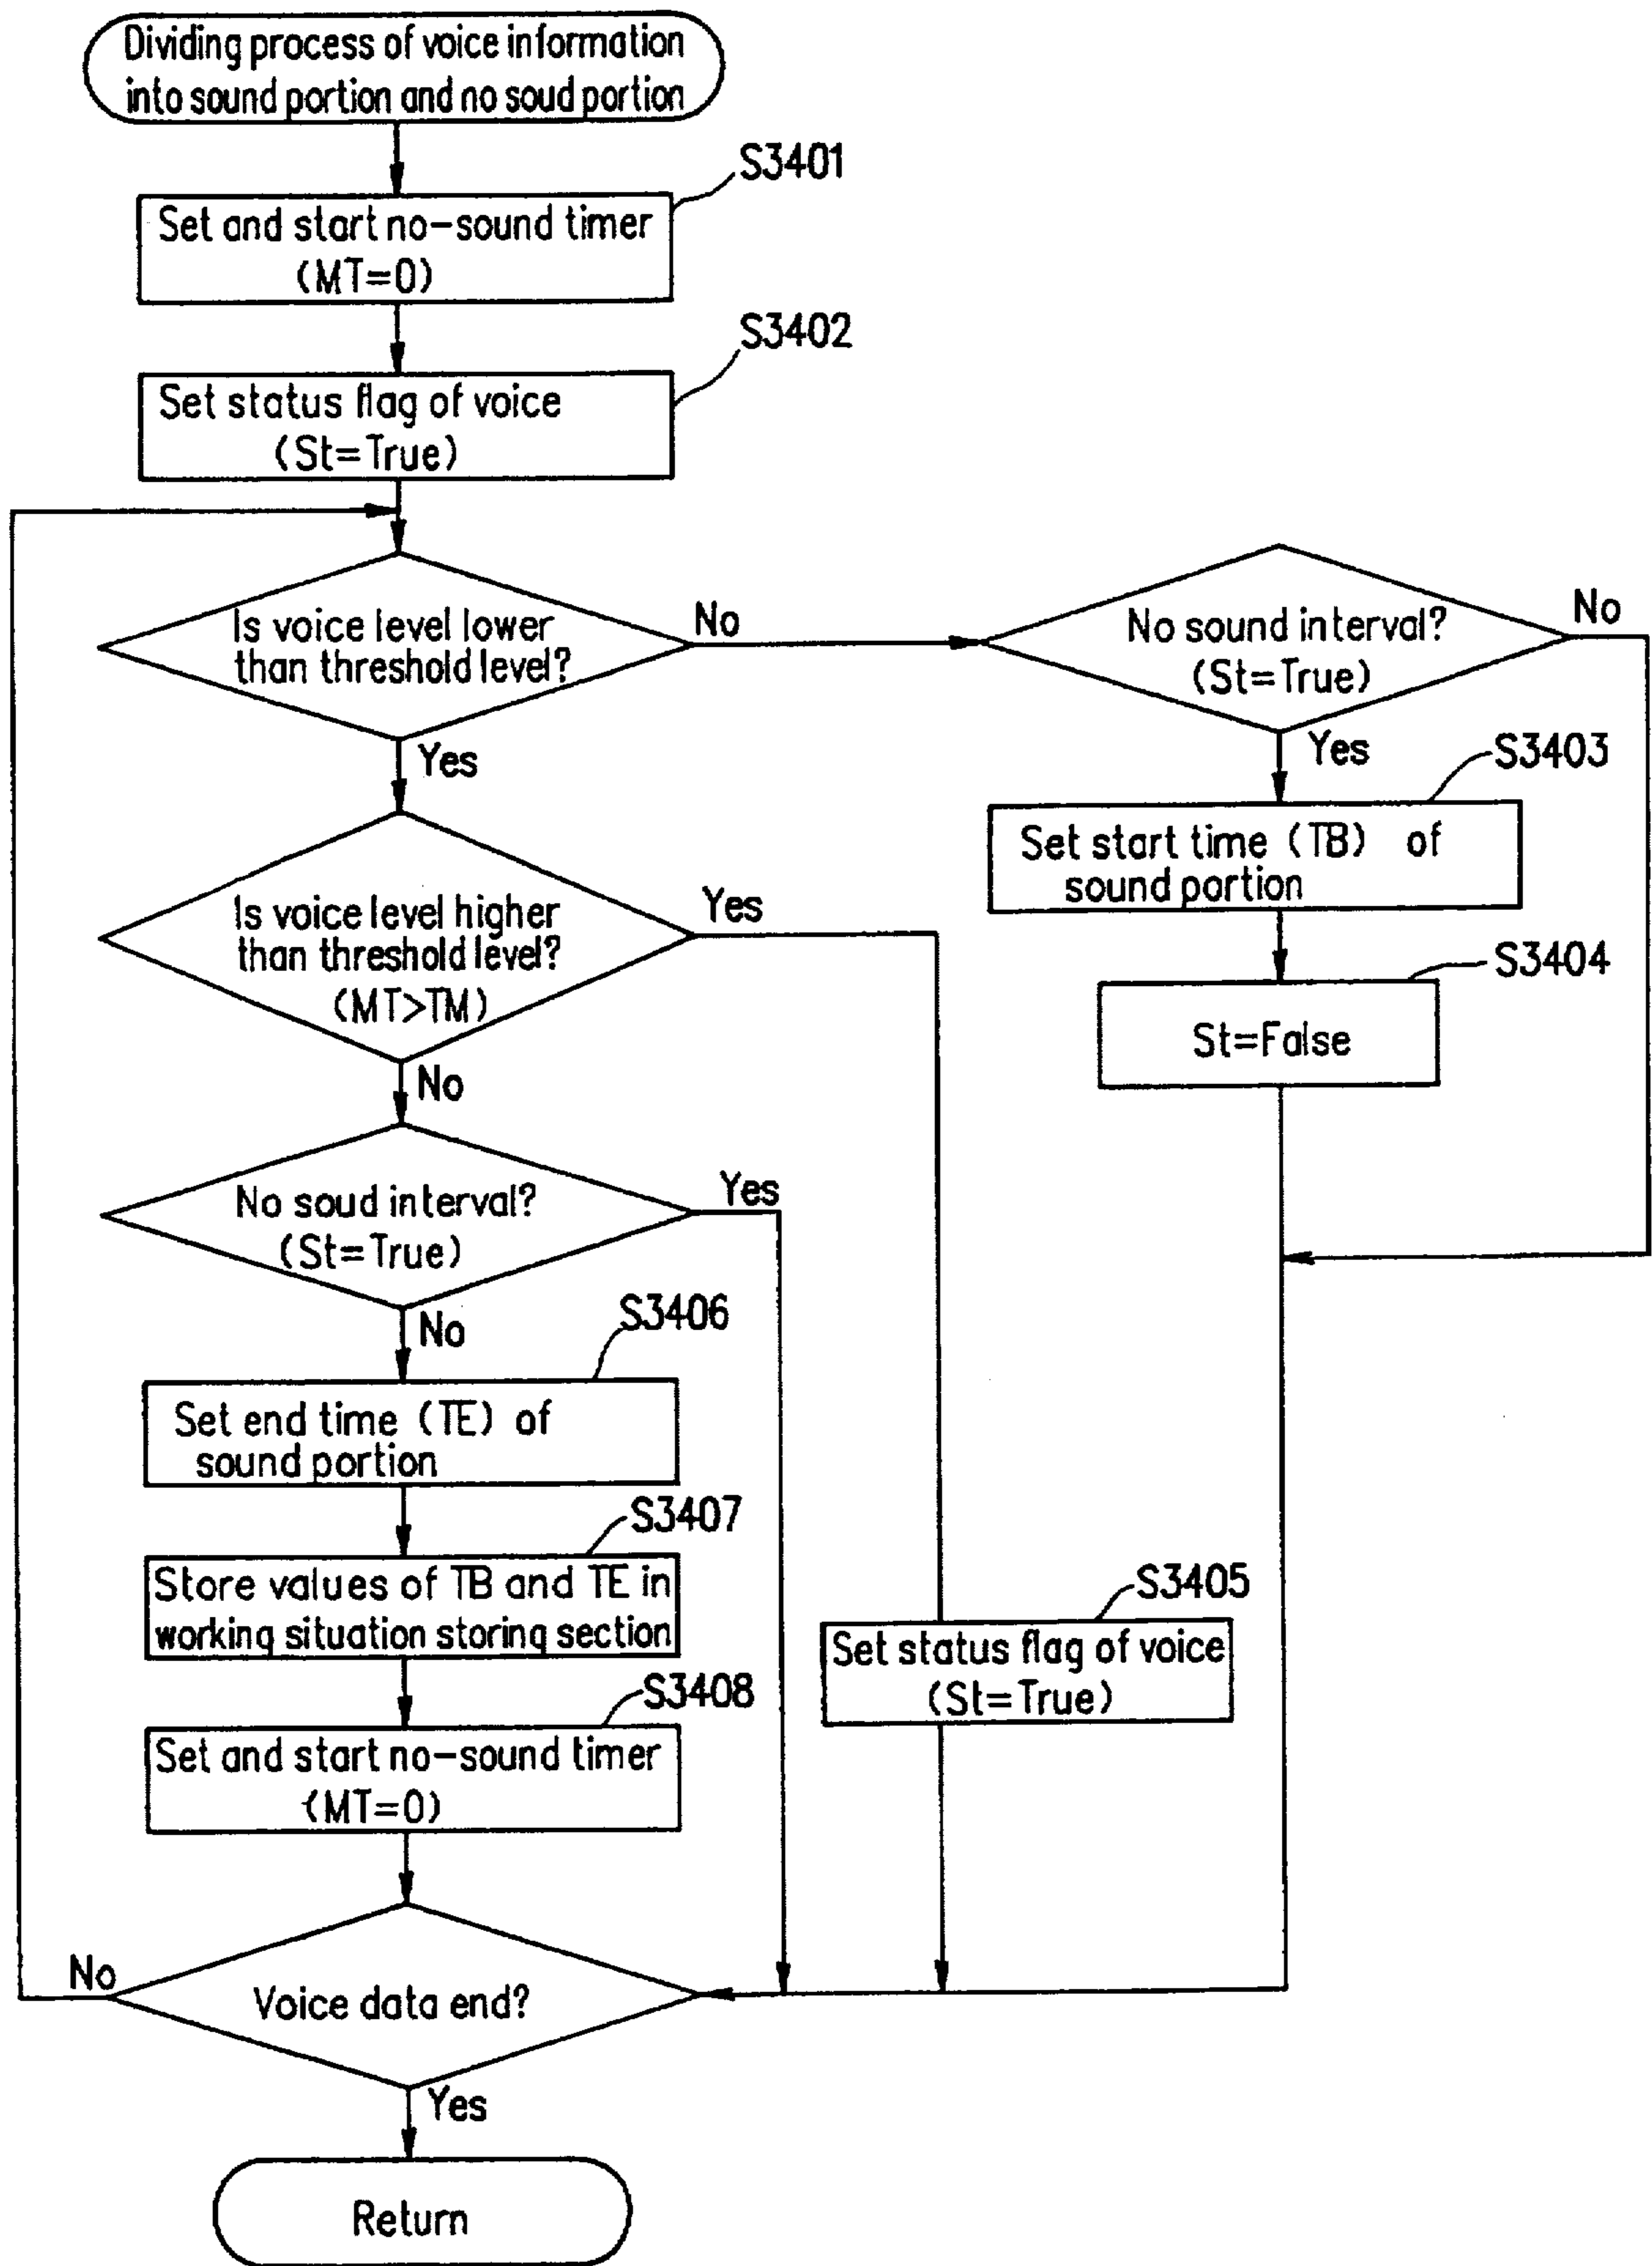 Dividing process of voice information
into sound portion and no soud portion
S3401
Set and start no-sound timer
(MT=0)
S3402
Set status flag of voice
(St=True)
Is voice level lower
than threshold level?
No
Yes
No sound interval?
(St=True)
No
Yes
S3403
Set start time (TB) of
sound portion
S3404
St=False
Is voice level higher
than threshold level?
(MT>TM)
Yes
No
No soud interval?
(St=True)
Yes
No
S3406
Set end time (TE) of
sound portion
S3407
Store values of TB and TE in
working situation storing section
S3405
Set status flag of voice
(St=True)
S3408
Set and start no-sound timer
(MT=0)
Voice data end?
No
Yes
Return